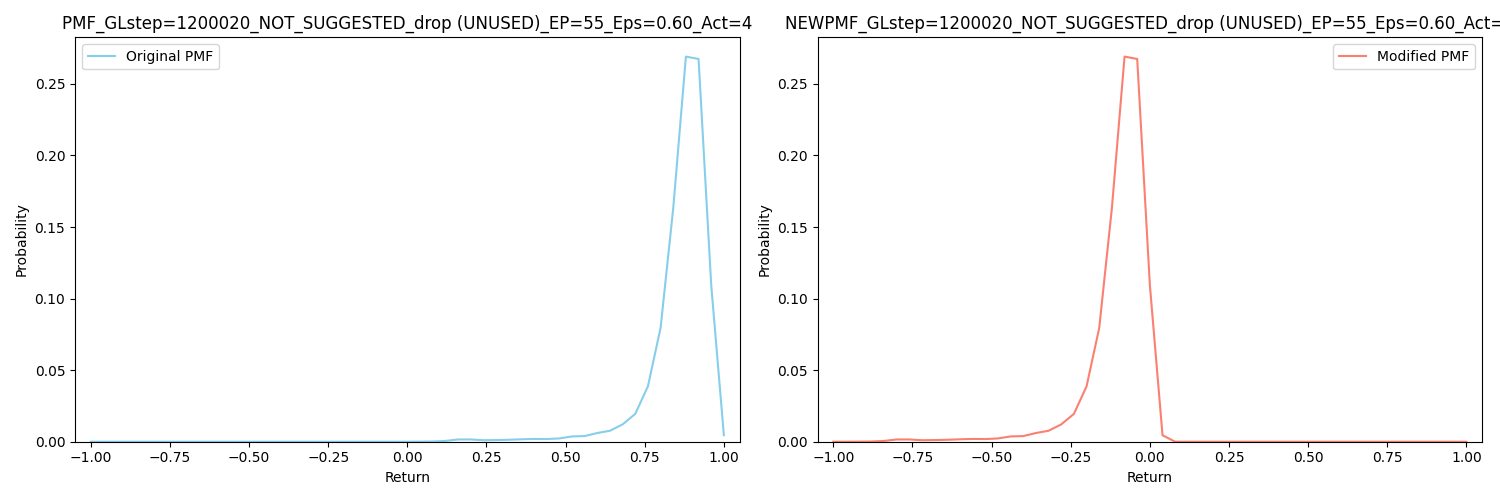 PMF_GLstep=1200020_NOT_SUGGESTED_drop (UNUSED)_EP=55_Eps=0.60_Act=4
Original PMF
Probability
0.25
0.20
0.15
0.10
0.05
0.00
−1.00 −0.75 −0.50 −0.25 0.00 0.25 0.50 0.75 1.00
Return
NEWPMF_GLstep=1200020_NOT_SUGGESTED_drop (UNUSED)_EP=55_Eps=0.60_Act=
Modified PMF
Probability
0.25
0.20
0.15
0.10
0.05
0.00
−1.00 −0.75 −0.50 −0.25 0.00 0.25 0.50 0.75 1.00
Return